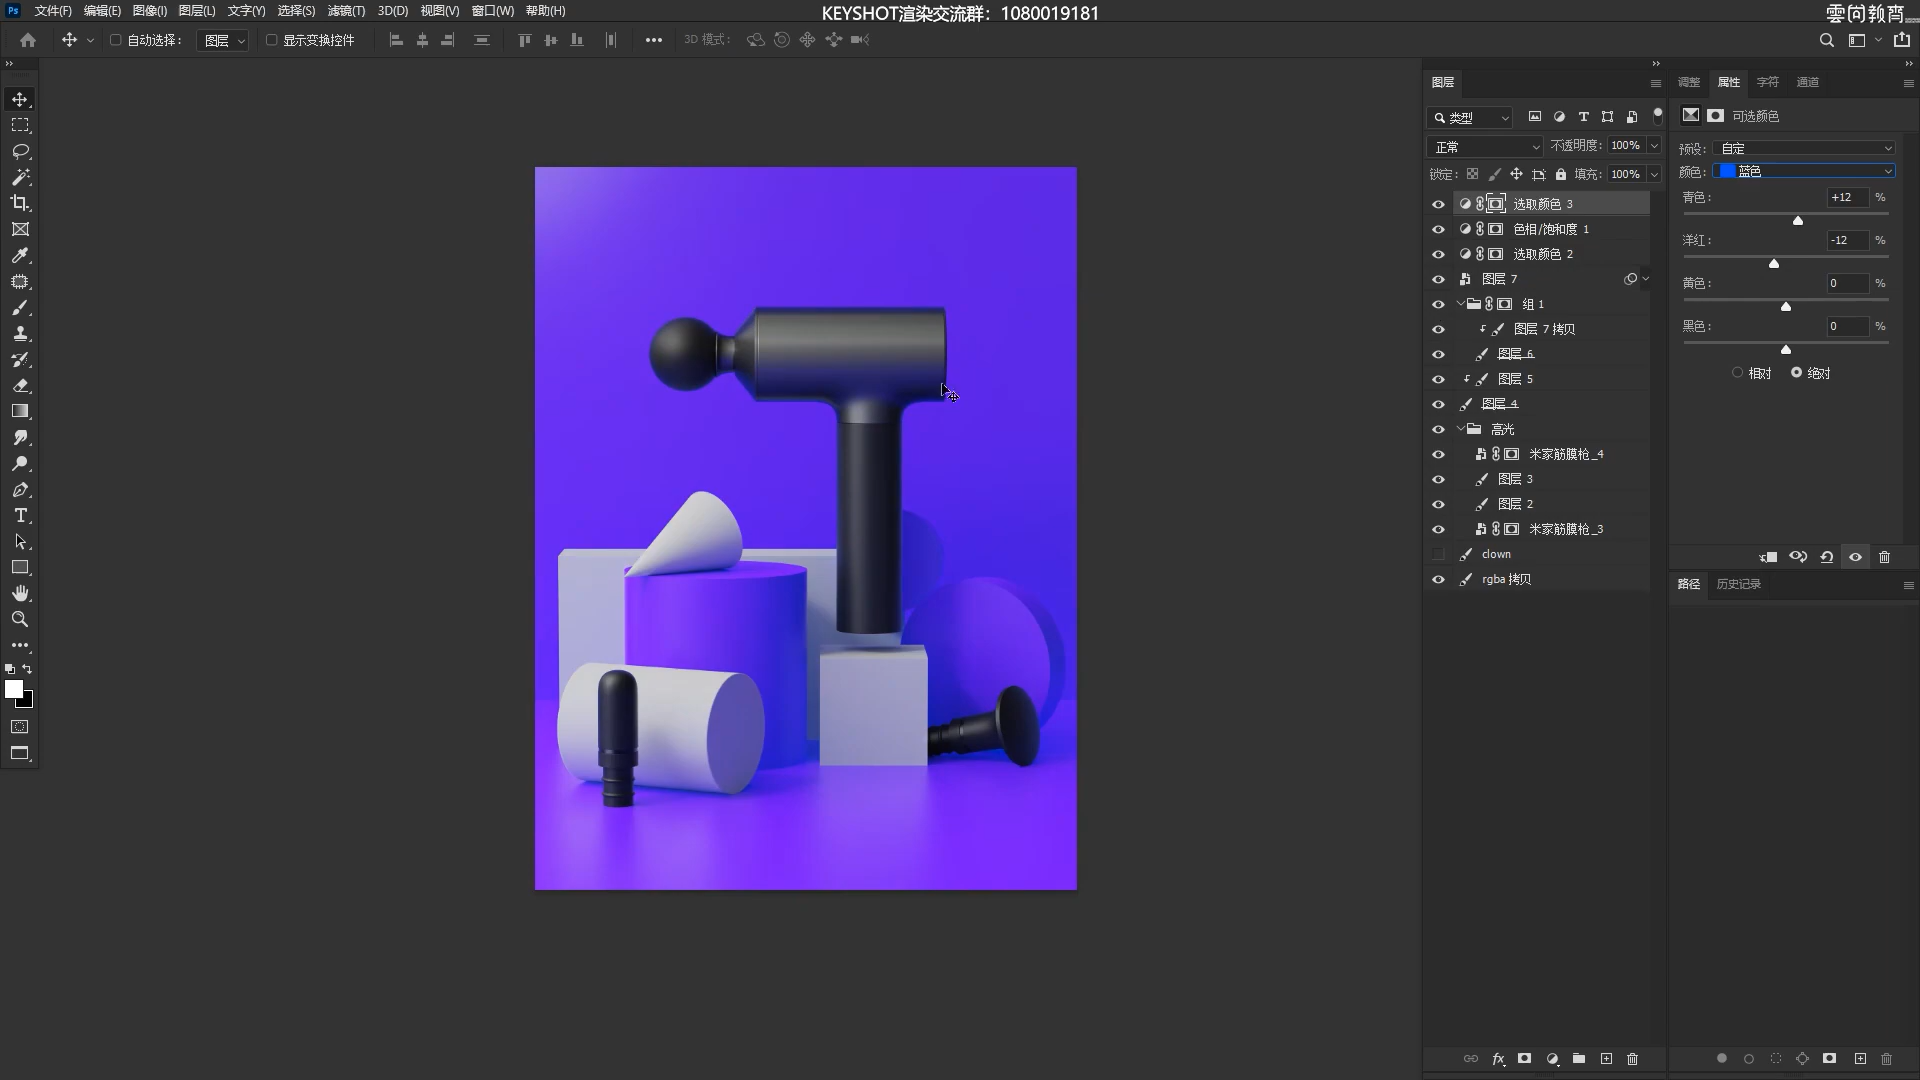 Ps 文件(F) 编辑(E) 图像(I) 图层(L) 文字(Y) 选择(S) 滤镜(T) 3D(D) 视图(V) 窗口(W) 帮助(H)
KEYSHOT渲染交流群：1080019181
雲尚教育
自动选择： 图层 显示变换控件 3D 模式：
图层
类型
正常 不透明度： 100%
锁定： 填充： 100%
选取颜色 3
色相/饱和度 1
选取颜色 2
图层 7
组 1
图层 7 拷贝
图层 6
图层 5
图层 4
高光
米家筋膜枪_4
图层 3
图层 2
米家筋膜枪_3
clown
rgba 拷贝
fx
调整 属性 字符 通道
可选颜色
预设： 自定
颜色： 蓝色
青色： +12 %
洋红： -12 %
黄色： 0 %
黑色： 0 %
相对 绝对
路径 历史记录